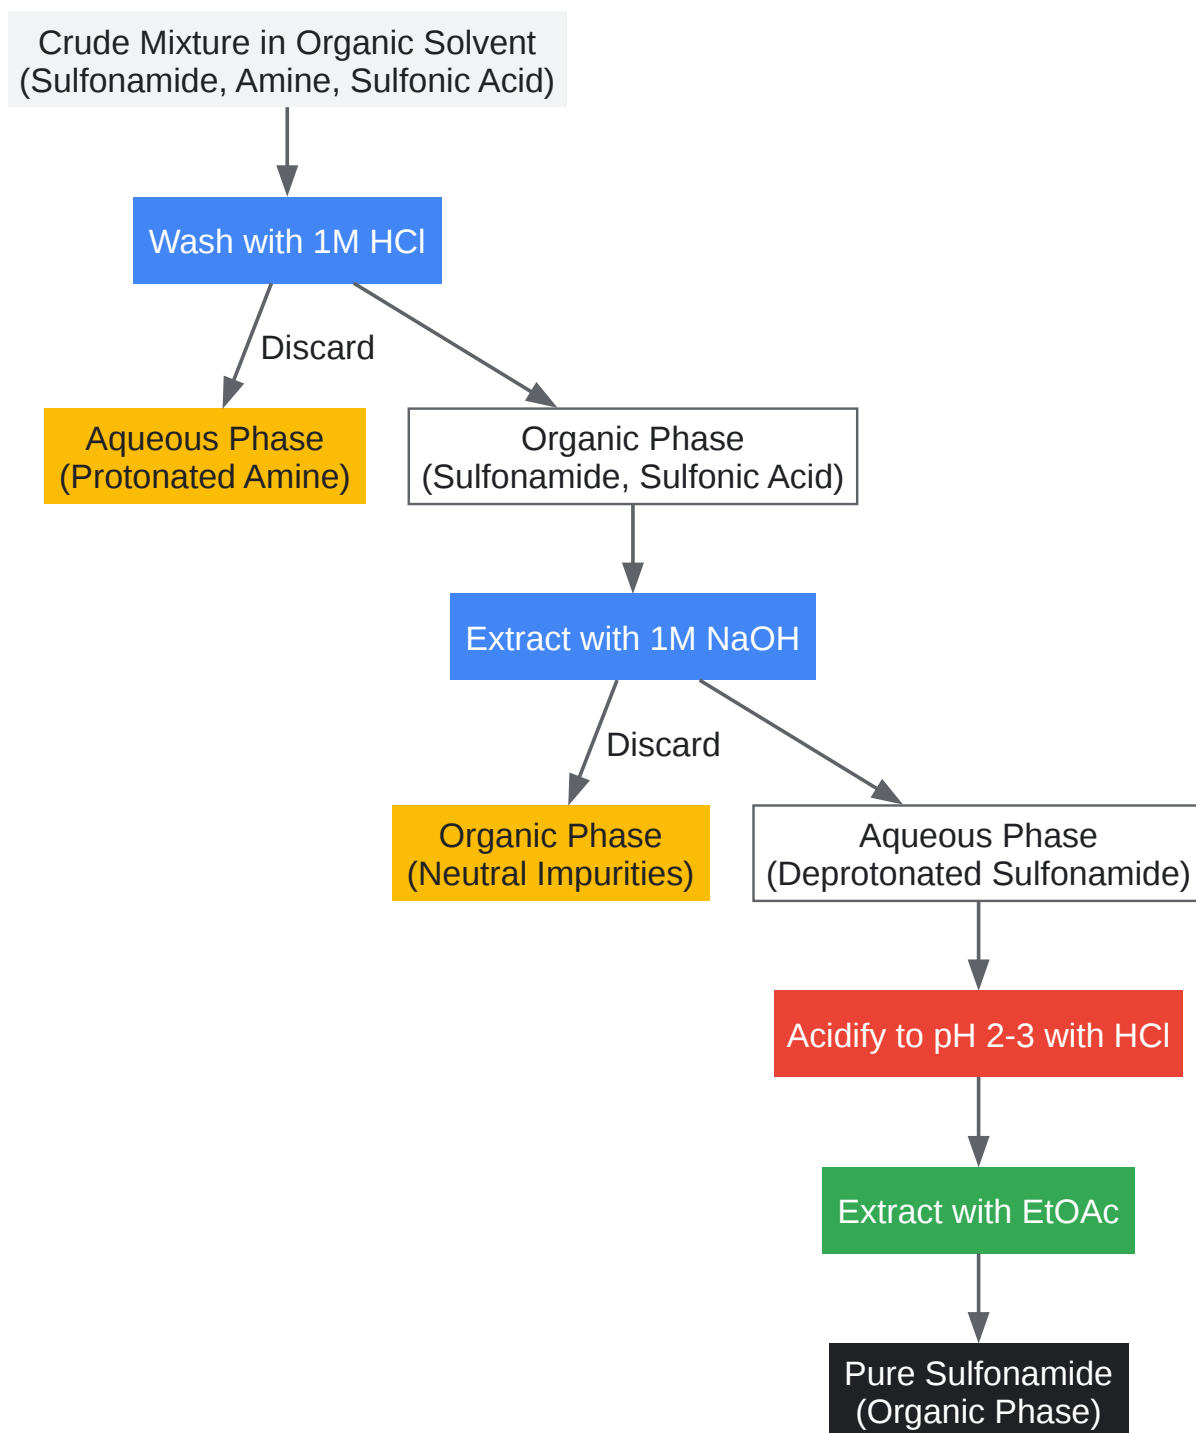 Crude Mixture in Organic Solvent
(Sulfonamide, Amine, Sulfonic Acid)
Wash with 1M HCl
Discard
Aqueous Phase
(Protonated Amine)
Organic Phase
(Sulfonamide, Sulfonic Acid)
Extract with 1M NaOH
Discard
Organic Phase
(Neutral Impurities)
Aqueous Phase
(Deprotonated Sulfonamide)
Acidify to pH 2-3 with HCl
Extract with EtOAc
Pure Sulfonamide
(Organic Phase)